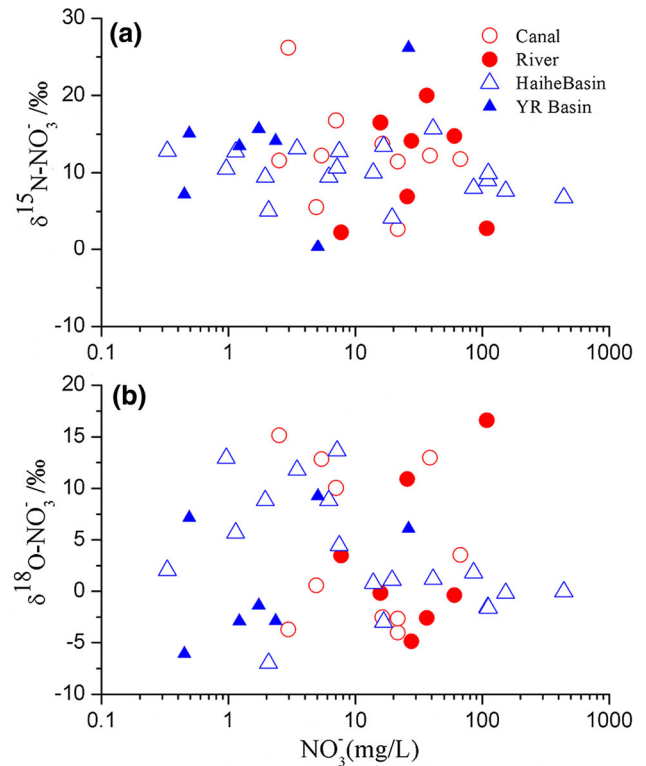 (a)
Canal
River
HaiheBasin
YR Basin
δ¹⁵N-NO₃⁻ /‰
30
20
10
0
-10
0.1 1 10 100 1000
(b)
δ¹⁸O-NO₃⁻ /‰
20
15
10
5
0
-5
-10
0.1 1 10 100 1000
NO₃⁻(mg/L)